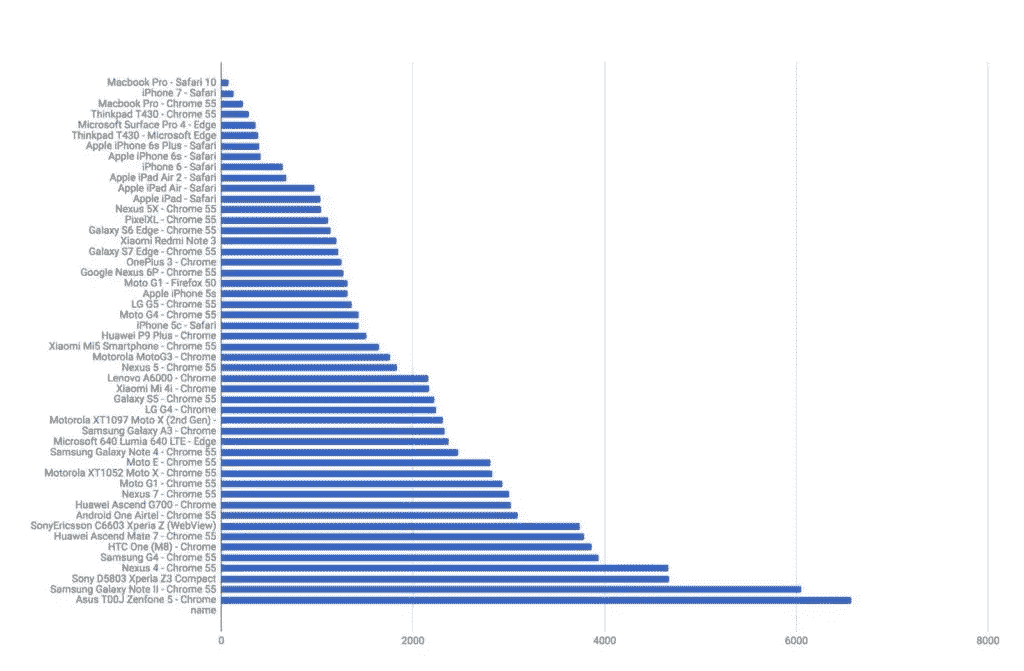 Macbook Pro - Safari 10
iPhone 7 - Safari
Macbook Pro - Chrome 55
Thinkpad T430 - Chrome 55
Microsoft Surface Pro 4 - Edge
Thinkpad T430 - Microsoft Edge
Apple iPhone 6s Plus - Safari
Apple iPhone 6s - Safari
iPhone 6 - Safari
Apple iPad Air 2 - Safari
Apple iPad Air - Safari
Apple iPad - Safari
Nexus 5X - Chrome 55
PixelXL - Chrome 55
Galaxy S6 Edge - Chrome 55
Xiaomi Redmi Note 3
Galaxy S7 Edge - Chrome 55
OnePlus 3 - Chrome
Google Nexus 6P - Chrome 55
Moto G1 - Firefox 50
Apple iPhone 5s
LG G5 - Chrome 55
Moto G4 - Chrome 55
iPhone 5c - Safari
Huawei P9 Plus - Chrome
Xiaomi Mi5 Smartphone - Chrome 55
Motorola MotoG3 - Chrome
Nexus 5 - Chrome 55
Lenovo A6000 - Chrome
Xiaomi Mi 4i - Chrome
Galaxy S5 - Chrome 55
LG G4 - Chrome
Motorola XT1097 Moto X (2nd Gen) -
Samsung Galaxy A3 - Chrome
Microsoft 640 Lumia 640 LTE - Edge
Samsung Galaxy Note 4 - Chrome 55
Moto E - Chrome 55
Motorola XT1052 Moto X - Chrome 55
Moto G1 - Chrome 55
Nexus 7 - Chrome 55
Huawei Ascend G700 - Chrome
Android One Airtel - Chrome 55
SonyEricsson C6603 Xperia Z (WebView)
Huawei Ascend Mate 7 - Chrome 55
HTC One (M8) - Chrome
Samsung G4 - Chrome 55
Nexus 4 - Chrome 55
Sony D5803 Xperia Z3 Compact
Samsung Galaxy Note II - Chrome 55
Asus T00J Zenfone 5 - Chrome
name
0 2000 4000 6000 8000